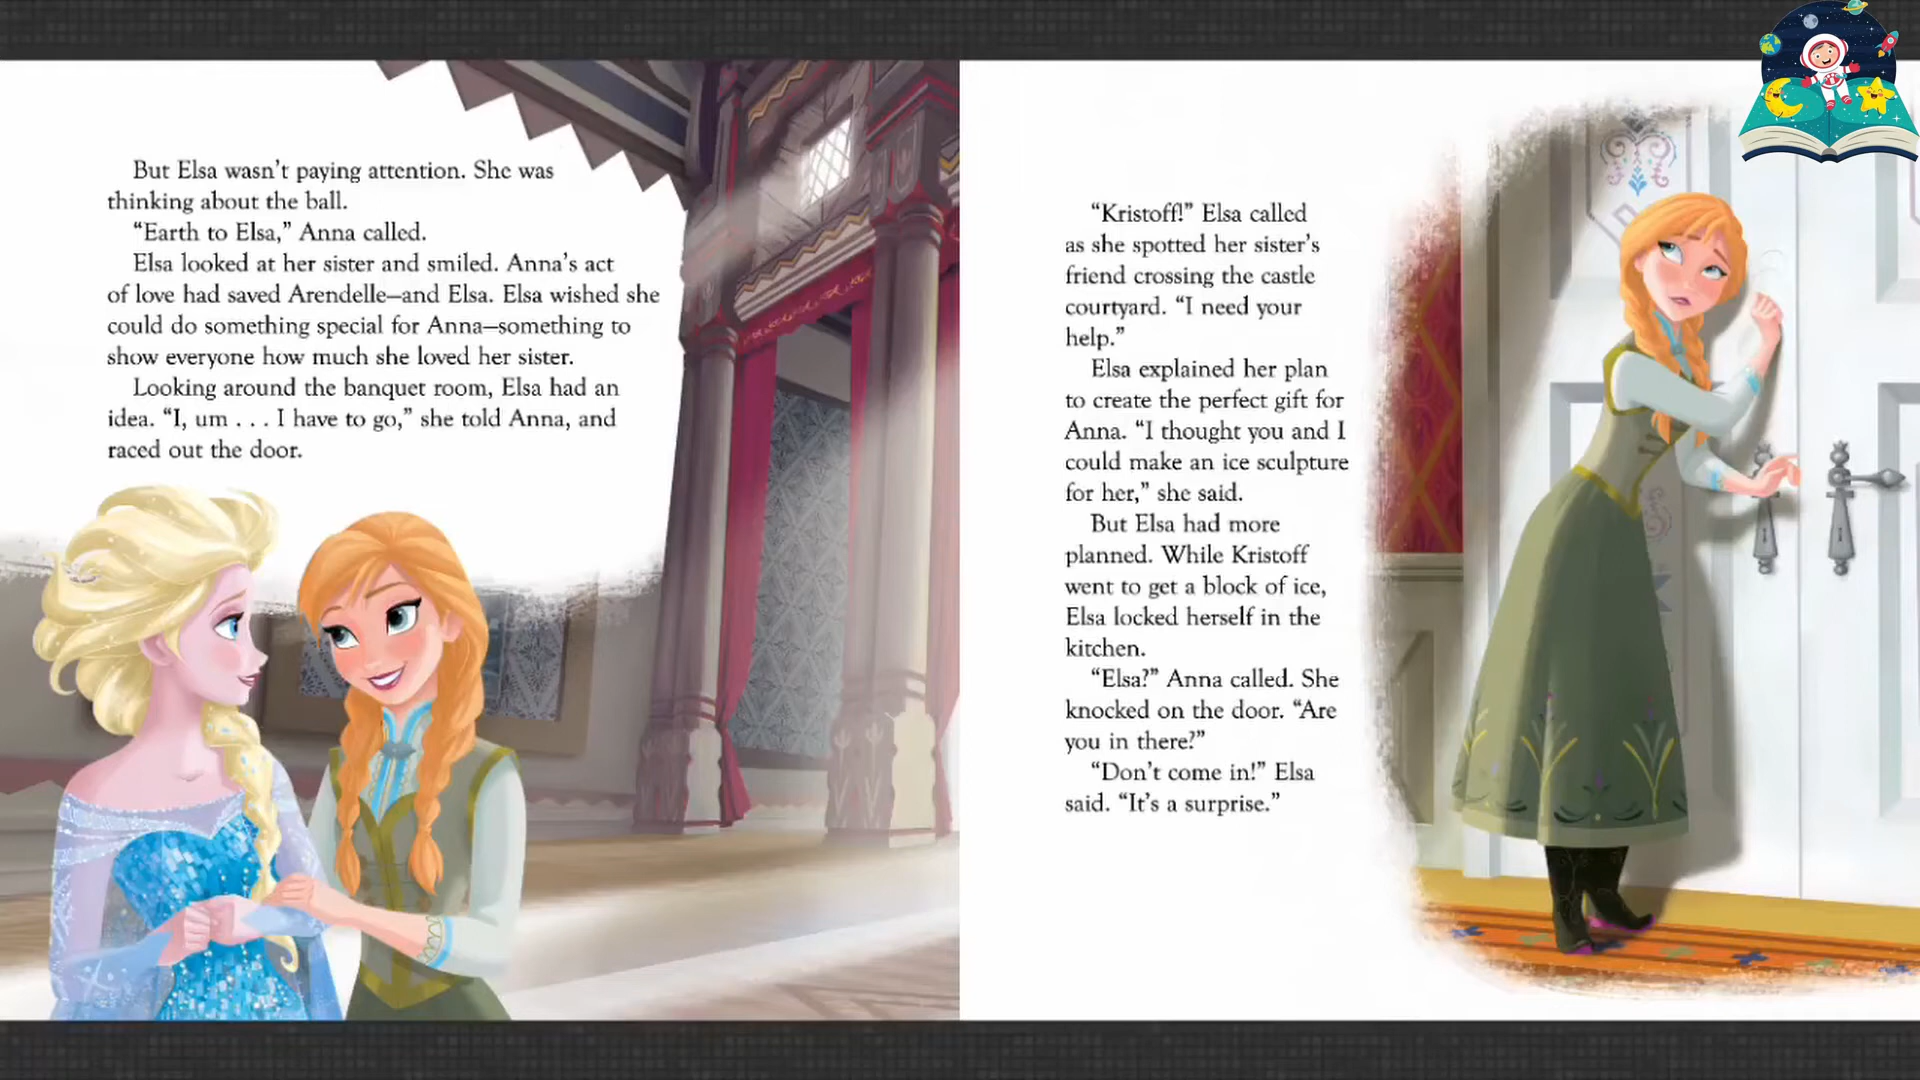 But Elsa wasn't paying attention. She was
thinking about the ball.
“Earth to Elsa,” Anna called.
Elsa looked at her sister and smiled. Anna's act
of love had saved Arendelle—and Elsa. Elsa wished she
could do something special for Anna—something to
show everyone how much she loved her sister.
Looking around the banquet room, Elsa had an
idea. “I, um . . . I have to go,” she told Anna, and
raced out the door.
“Kristoff!” Elsa called
as she spotted her sister's
friend crossing the castle
courtyard. “I need your
help.”
Elsa explained her plan
to create the perfect gift for
Anna. “I thought you and I
could make an ice sculpture
for her,” she said.
But Elsa had more
planned. While Kristoff
went to get a block of ice,
Elsa locked herself in the
kitchen.
“Elsa?” Anna called. She
knocked on the door. “Are
you in there?”
“Don't come in!” Elsa
said. “It's a surprise.”